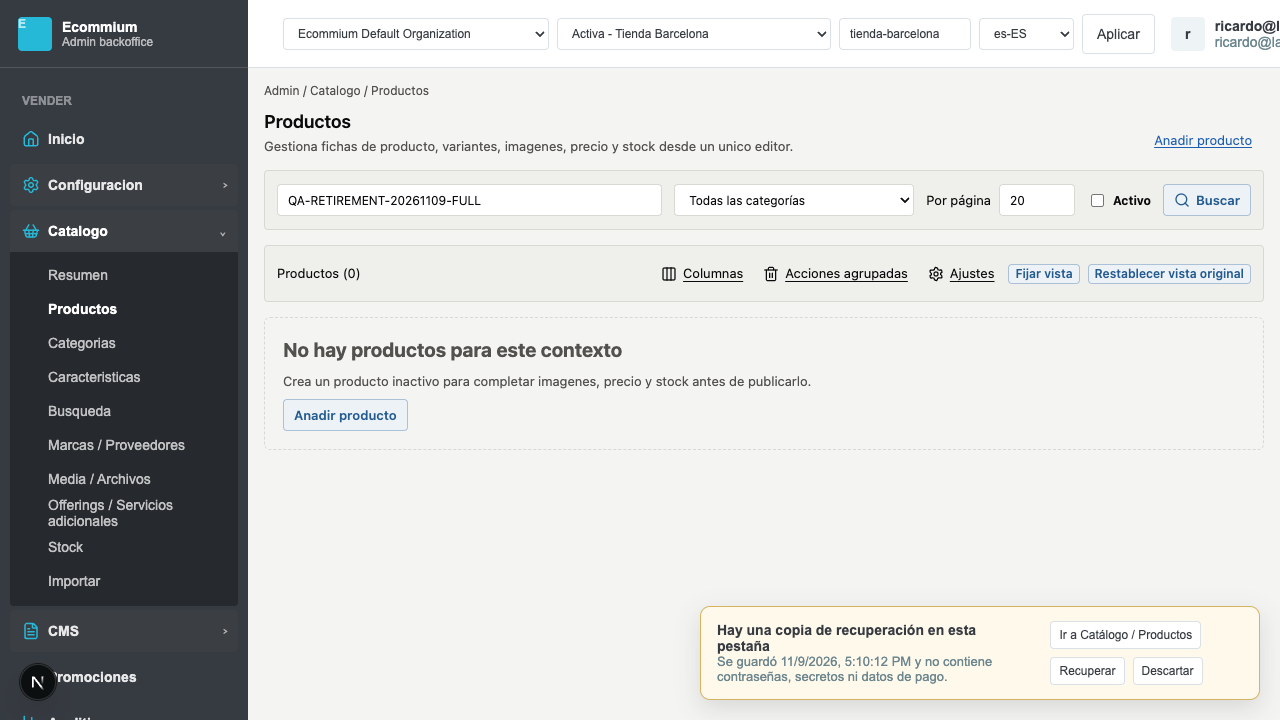 E
Ecommium
Admin backoffice
Ecommium Default Organization
Activa - Tienda Barcelona
tienda-barcelona
es-ES
Aplicar
r
ricardo@l
ricardo@la
VENDER
Inicio
Configuracion
Catalogo
Resumen
Productos
Categorias
Caracteristicas
Busqueda
Marcas / Proveedores
Media / Archivos
Offerings / Servicios
adicionales
Stock
Importar
CMS
Promociones
N
Admin / Catalogo / Productos
Productos
Gestiona fichas de producto, variantes, imagenes, precio y stock desde un unico editor.
Anadir producto
QA-RETIREMENT-20261109-FULL
Todas las categorías
Por página
20
Activo
Buscar
Productos (0)
Columnas
Acciones agrupadas
Ajustes
Fijar vista
Restablecer vista original
No hay productos para este contexto
Crea un producto inactivo para completar imagenes, precio y stock antes de publicarlo.
Anadir producto
Hay una copia de recuperación en esta
pestaña
Se guardó 11/9/2026, 5:10:12 PM y no contiene
contraseñas, secretos ni datos de pago.
Ir a Catálogo / Productos
Recuperar
Descartar